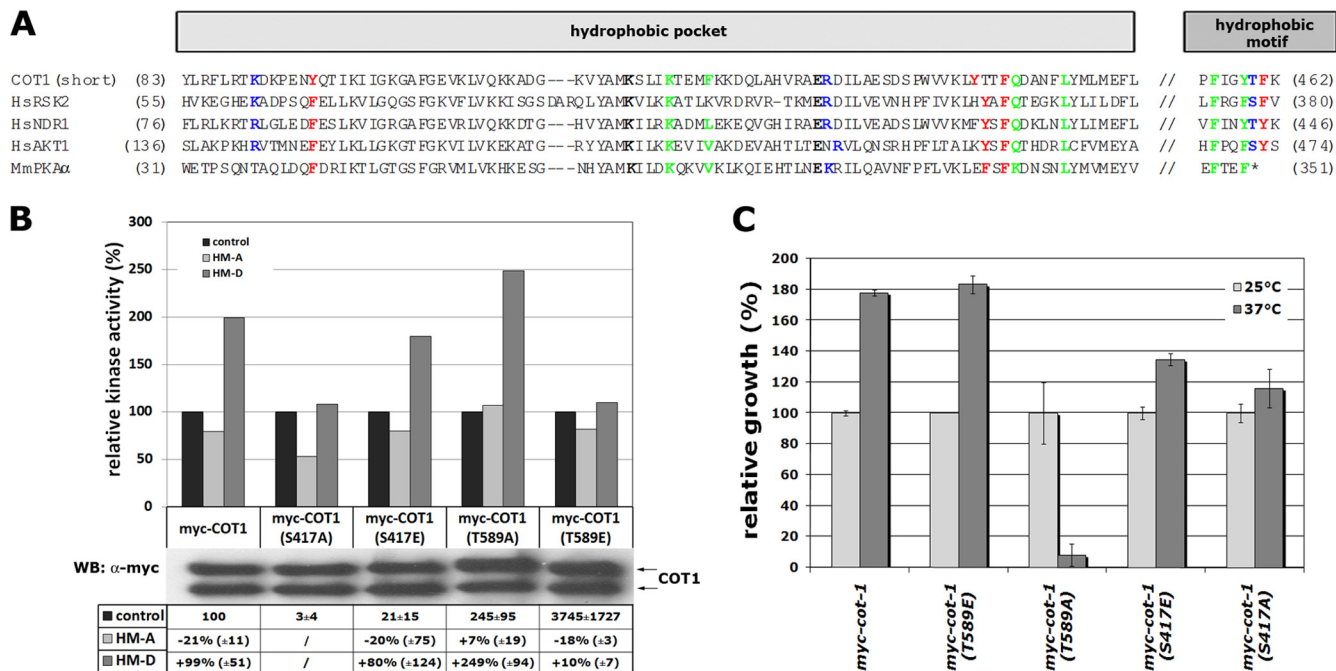 A
hydrophobic pocket
hydrophobic motif
COT1 (short) (83) YLRFLRTKDKPENYQTIKIIGKGAFGEVKLVQKKADG---KVYAMKSLIKTEMFKKDQLAHVRAERDILAESDSPWVVKLYTTFQDANFLYMLMEFL // PFIGYTFK (462)
HsRSK2 (55) HVKEGHEKADPSQFELLKVLGQGSFGKVFLVKKISGSDARQLYAMKVLKKATLKVRDRVR-TKMERDILVEVNHPFIVKLHYAFQTEGKLYLILDFL // LFRGFSFV (380)
HsNDR1 (76) FLRLKRTRLGLEDFESLKVIGRGAFGEVRLVQKKDTG---HVYAMKILRKADMLEKEQVGHIRAERDILVEADSLWVVKMFYSFQDKLNLYLIMEFL // VFINYTYK (446)
HsAKT1 (136) SLAKPKHRVTMNEFEYLKLLGKGTFGKVILVKEKATG---RYYAMKILKKEVIVAKDEVAHTLTENRVLQNSRHPFLTALKYSFQTHDRLCFVMEYA // HFPQFSYS (474)
MmPKAα (31) WETPSQNTAQLDQFDRIKTLGTGSFGRVMLVKHKESG---NHYAMKILDKQKVVKLKQIEHTLNEKRILQAVNFPFLVKLEFSFKDNSNLYMVMEYV // EFTEF* (351)
B
relative kinase activity (%)
300
250
200
150
100
50
0
control
HM-A
HM-D
myc-COT1 myc-COT1 (S417A) myc-COT1 (S417E) myc-COT1 (T589A) myc-COT1 (T589E)
WB: α-myc
COT1
control 100 3±4 21±15 245±95 3745±1727
HM-A -21% (±11) / -20% (±75) +7% (±19) -18% (±3)
HM-D +99% (±51) / +80% (±124) +249% (±94) +10% (±7)
C
relative growth (%)
200
180
160
140
120
100
80
60
40
20
0
25°C
37°C
myc-cot-1
myc-cot-1 (T589E)
myc-cot-1 (T589A)
myc-cot-1 (S417E)
myc-cot-1 (S417A)